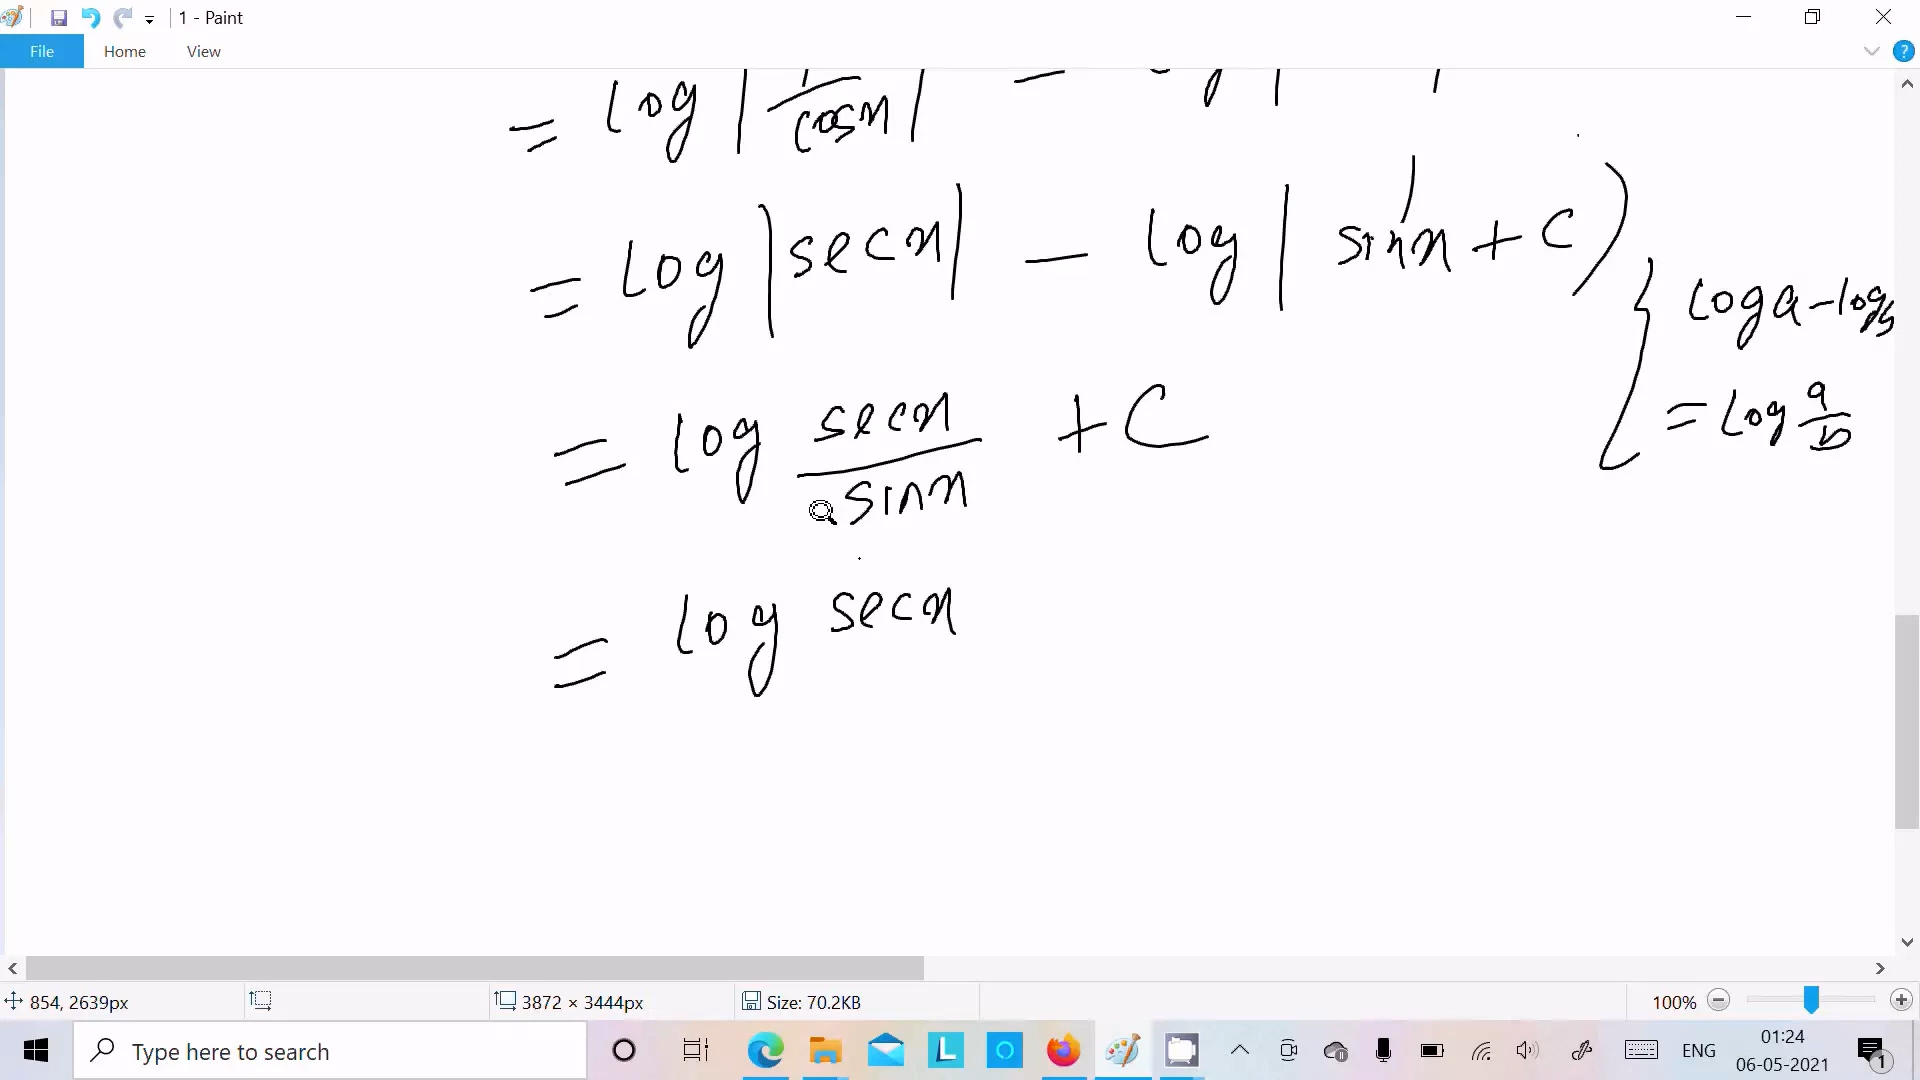 1 - Paint
File Home View
= log | 1/cosx | -
= log |secx| - log | sinx + C )
{ log a - log b
= log a/b
= log secx/sinx + C
= log secx
854, 2639px 3872 × 3444px Size: 70.2KB 100%
Type here to search L ENG 01:24
06-05-2021 1